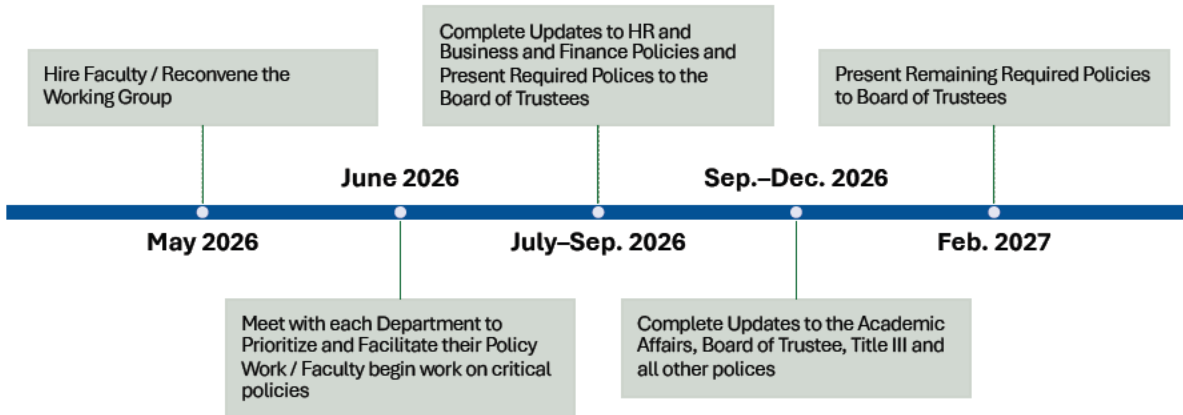 Hire Faculty / Reconvene the
Working Group
May 2026
June 2026
Meet with each Department to
Prioritize and Facilitate their Policy
Work / Faculty begin work on critical
policies
Complete Updates to HR and
Business and Finance Policies and
Present Required Polices to the
Board of Trustees
July–Sep. 2026
Sep.–Dec. 2026
Complete Updates to the Academic
Affairs, Board of Trustee, Title III and
all other polices
Present Remaining Required Policies
to Board of Trustees
Feb. 2027